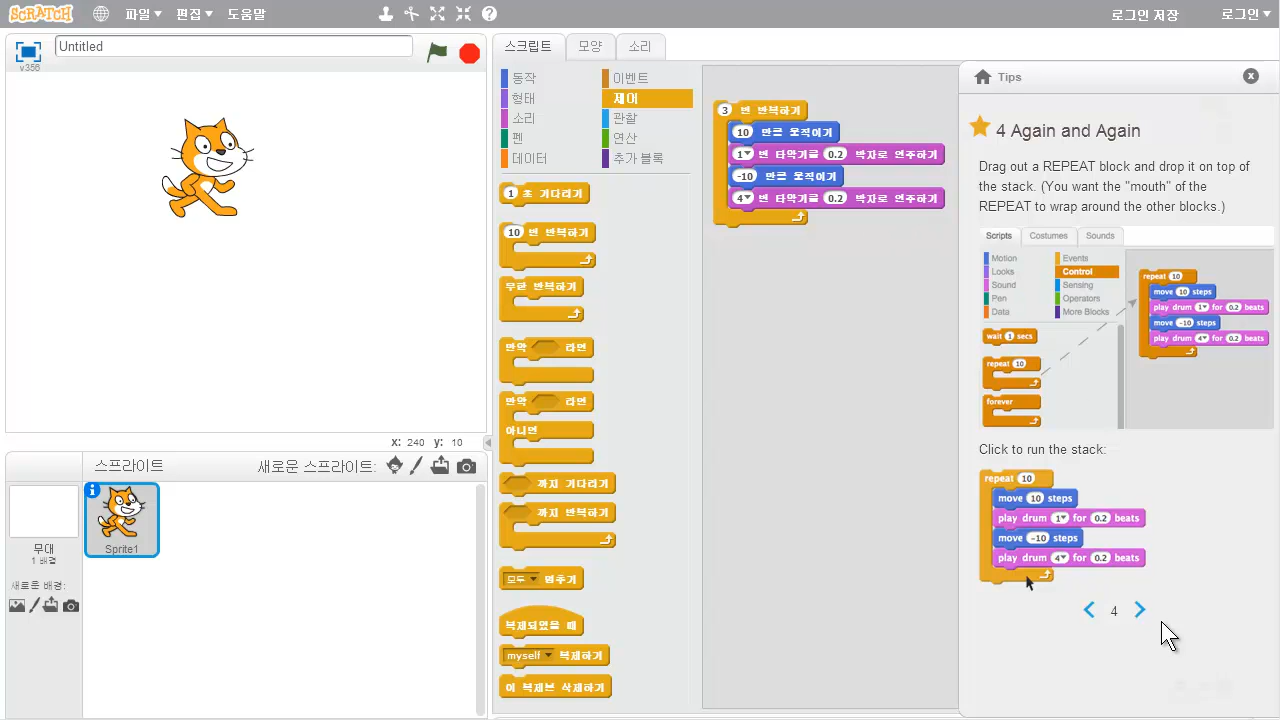 SCRATCH
파일▼ 편집▼ 도움말
로그인 저장 로그인▼
v356
Untitled
x: 240 y: 10
스프라이트 새로운 스프라이트:
무대
1 배경
새로운 배경:
Sprite1
스크립트 모양 소리
동작 이벤트
형태 제어
소리 관찰
펜 연산
데이터 추가 블록
1 초 기다리기
10 번 반복하기
무한 반복하기
만약 라면
만약 라면
아니면
까지 기다리기
까지 반복하기
모두 멈추기
복제되었을 때
myself 복제하기
이 복제본 삭제하기
3 번 반복하기
10 만큼 움직이기
1▼ 번 타악기를 0.2 박자로 연주하기
-10 만큼 움직이기
4▼ 번 타악기를 0.2 박자로 연주하기
Tips
4 Again and Again
Drag out a REPEAT block and drop it on top of
the stack. (You want the "mouth" of the
REPEAT to wrap around the other blocks.)
Scripts Costumes Sounds
Motion Events
Looks Control
Sound Sensing
Pen Operators
Data More Blocks
wait 1 secs
repeat 10
forever
repeat 10
move 10 steps
play drum 1▼ for 0.2 beats
move -10 steps
play drum 4▼ for 0.2 beats
Click to run the stack:
repeat 10
move 10 steps
play drum 1▼ for 0.2 beats
move -10 steps
play drum 4▼ for 0.2 beats
4